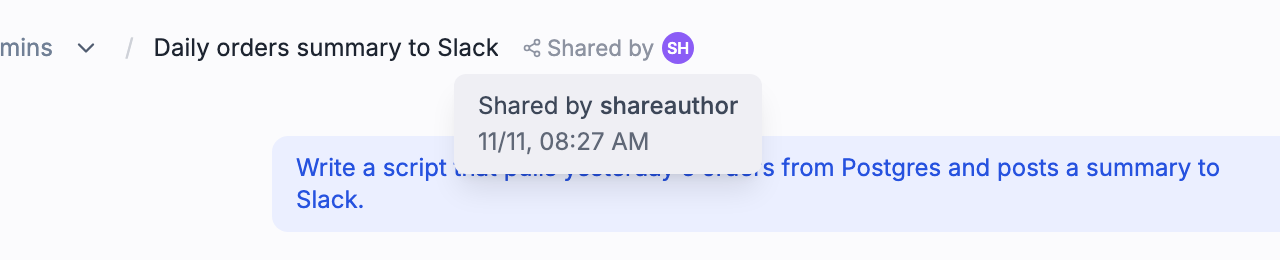 mins / Daily orders summary to Slack Shared by SH
Shared by shareauthor
11/11, 08:27 AM
Write a script from Postgres and posts a summary to
Slack.